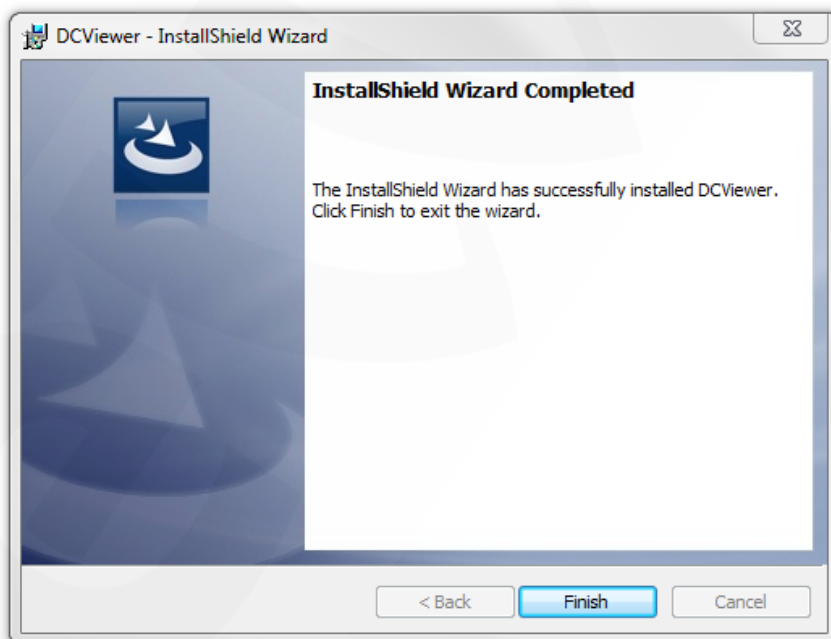 DCViewer - InstallShield Wizard
InstallShield Wizard Completed
The InstallShield Wizard has successfully installed DCViewer.
Click Finish to exit the wizard.
< Back
Finish
Cancel